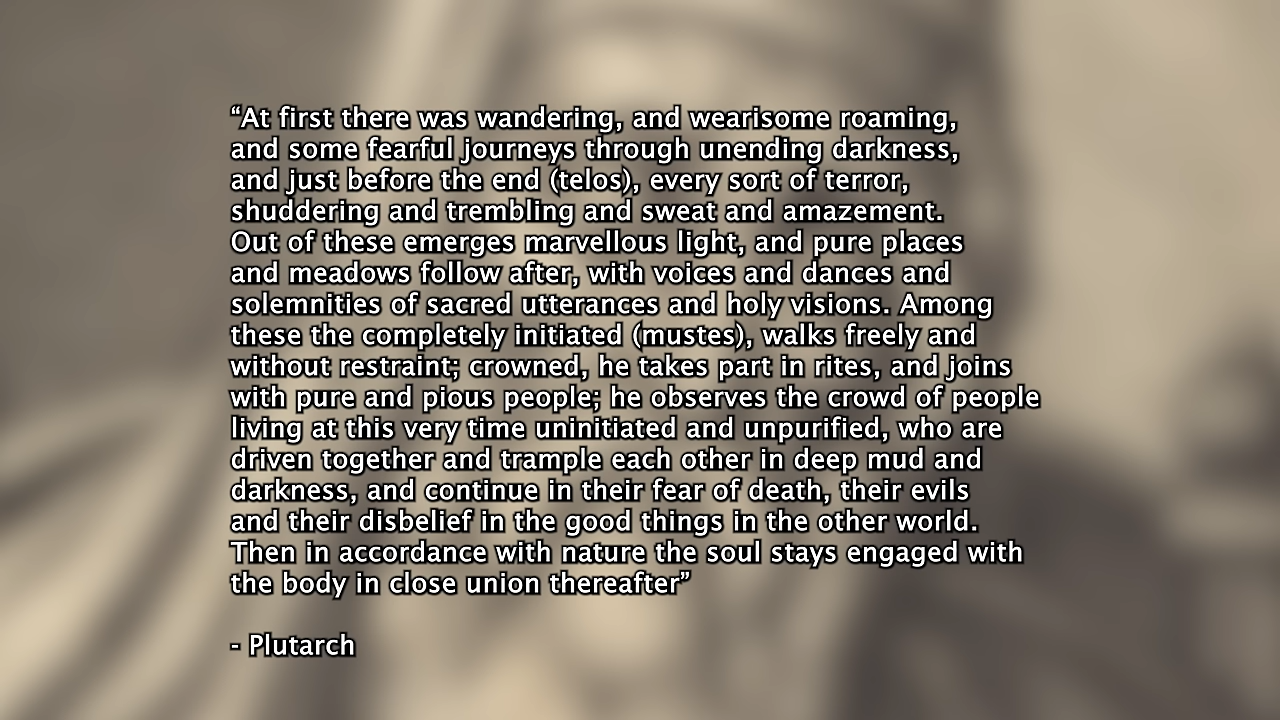 “At first there was wandering, and wearisome roaming,
and some fearful journeys through unending darkness,
and just before the end (telos), every sort of terror,
shuddering and trembling and sweat and amazement.
Out of these emerges marvellous light, and pure places
and meadows follow after, with voices and dances and
solemnities of sacred utterances and holy visions. Among
these the completely initiated (mustes), walks freely and
without restraint; crowned, he takes part in rites, and joins
with pure and pious people; he observes the crowd of people
living at this very time uninitiated and unpurified, who are
driven together and trample each other in deep mud and
darkness, and continue in their fear of death, their evils
and their disbelief in the good things in the other world.
Then in accordance with nature the soul stays engaged with
the body in close union thereafter”
- Plutarch